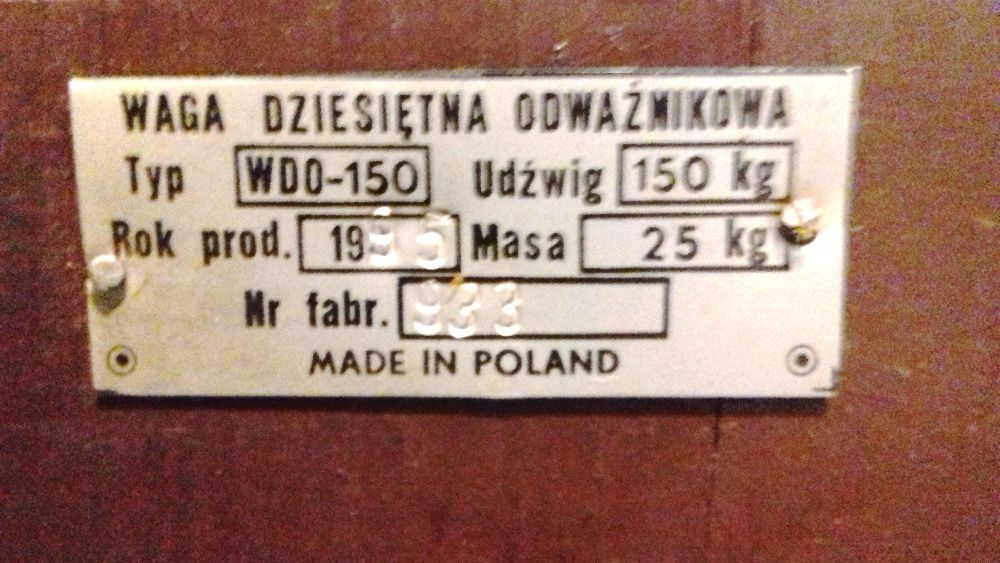 WAGA DZIESIĘTNA ODWAŻNIKOWA
Typ WDO-150 Udźwig 150 kg
Rok prod. Masa 25 kg
Nr fabr. 933
MADE IN POLAND